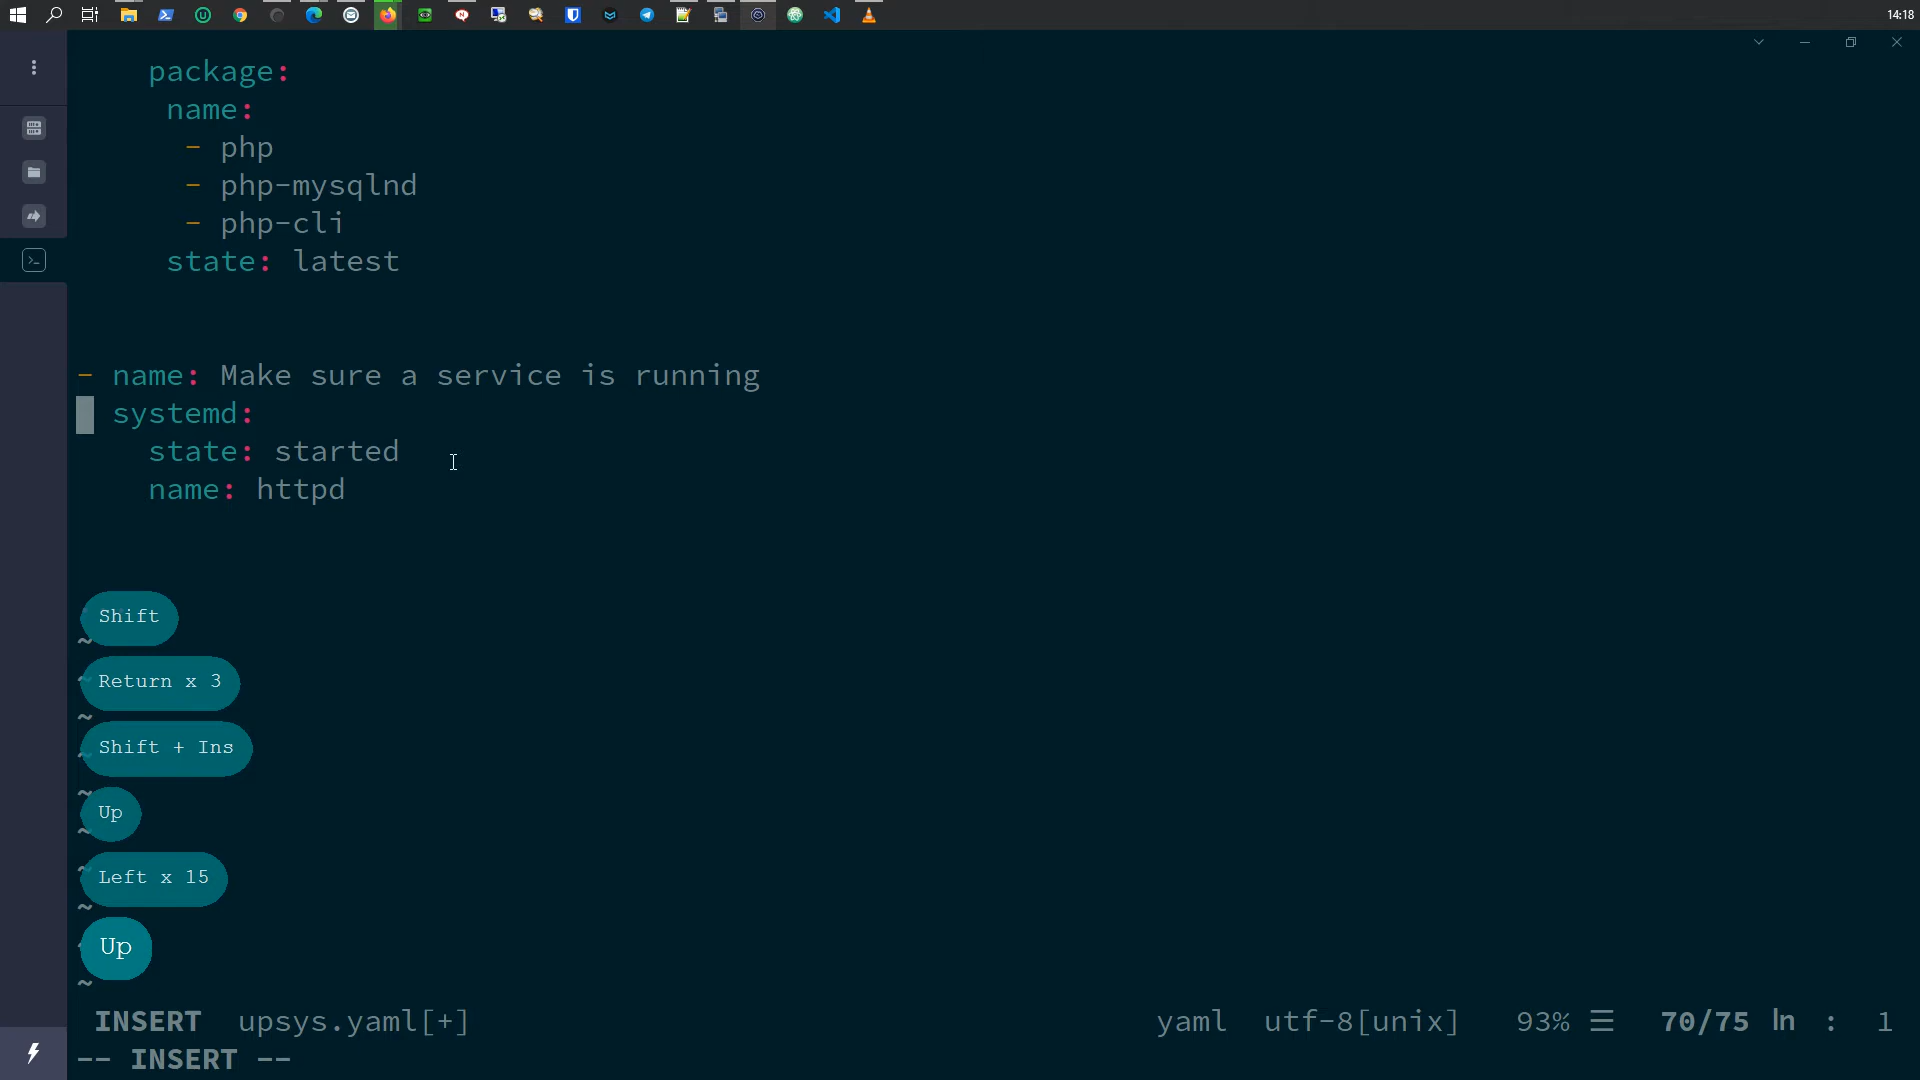 14:18
package:
name:
- php
- php-mysqlnd
- php-cli
state: latest
- name: Make sure a service is running
systemd:
state: started
name: httpd
Shift
~
Return x 3
~
Shift + Ins
~
Up
~
Left x 15
~
Up
~
INSERT upsys.yaml[+] yaml utf-8[unix] 93% ☰ 70/75 ln : 1
-- INSERT --